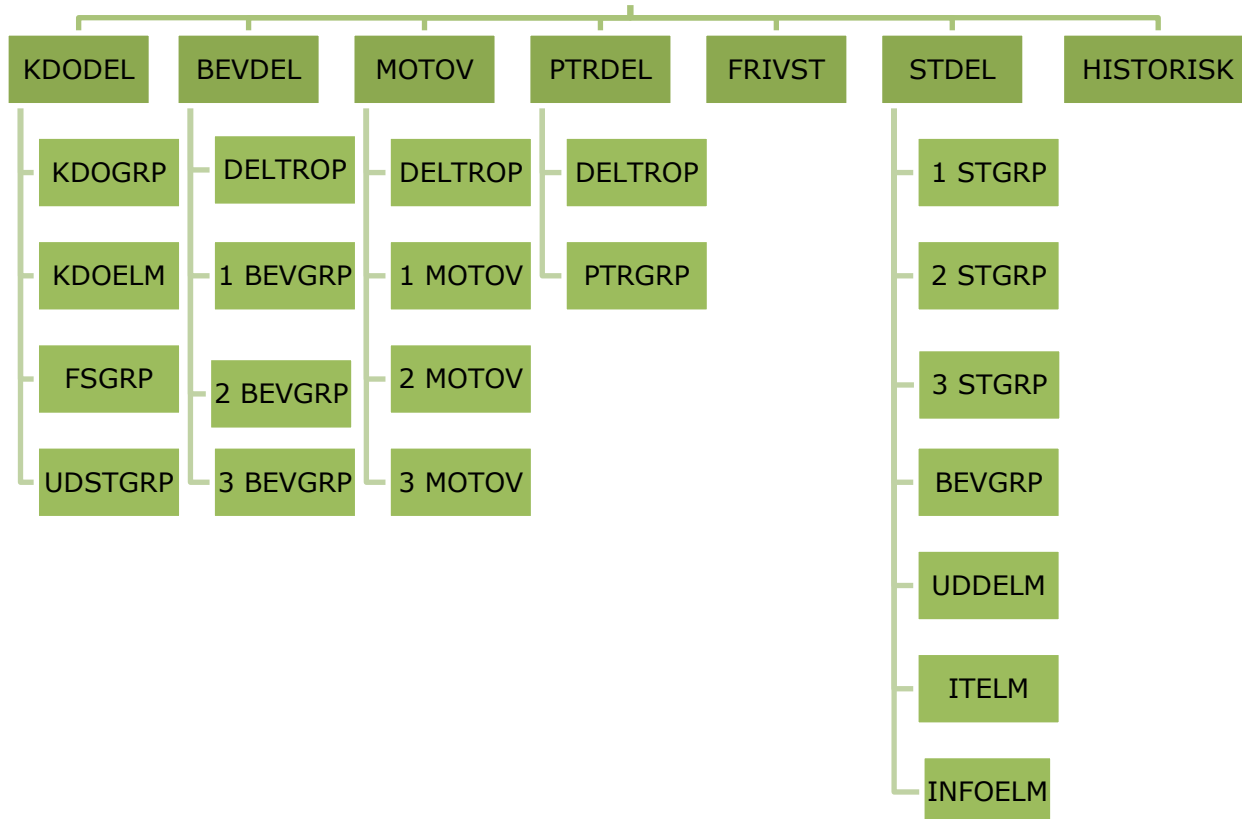 KDODEL
BEVDEL
MOTOV
PTRDEL
FRIVST
STDEL
HISTORISK
KDOGRP
KDOELM
FSGRP
UDSTGRP
DELTROP
1 BEVGRP
2 BEVGRP
3 BEVGRP
DELTROP
1 MOTOV
2 MOTOV
3 MOTOV
DELTROP
PTRGRP
1 STGRP
2 STGRP
3 STGRP
BEVGRP
UDDELM
ITELM
INFOELM